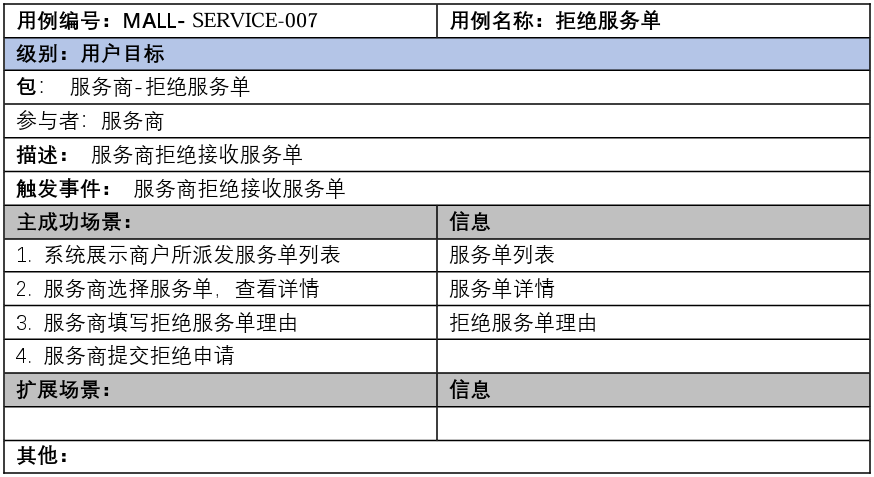 用例编号：MALL- SERVICE-007 用例名称：拒绝服务单
级别：用户目标
包： 服务商-拒绝服务单
参与者：服务商
描述： 服务商拒绝接收服务单
触发事件： 服务商拒绝接收服务单
主成功场景： 信息
1. 系统展示商户所派发服务单列表 服务单列表
2. 服务商选择服务单，查看详情 服务单详情
3. 服务商填写拒绝服务单理由 拒绝服务单理由
4. 服务商提交拒绝申请
扩展场景： 信息
其他：